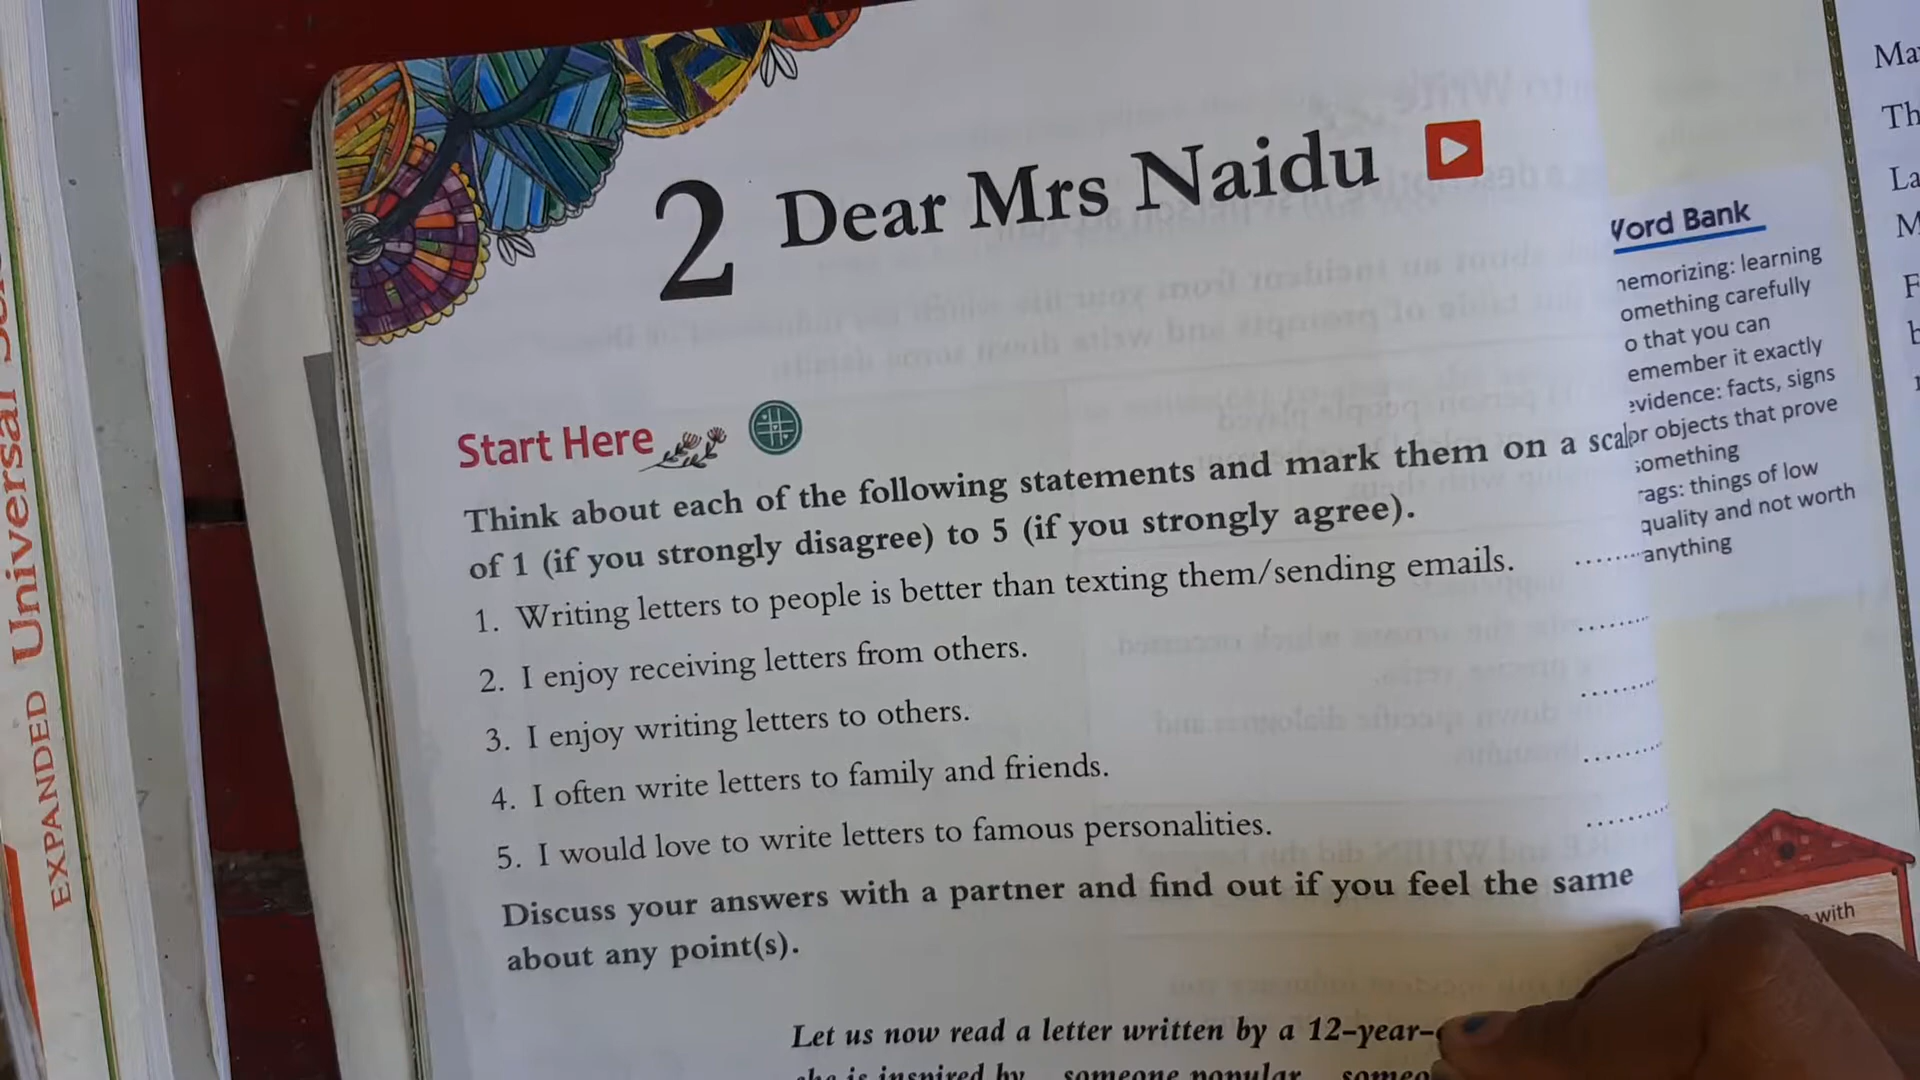 EXPANDED Universal
2 Dear Mrs Naidu
Start Here
Think about each of the following statements and mark them on a
of 1 (if you strongly disagree) to 5 (if you strongly agree).
1. Writing letters to people is better than texting them/sending emails. ........
2. I enjoy receiving letters from others. ........
3. I enjoy writing letters to others. ........
4. I often write letters to family and friends. ........
5. I would love to write letters to famous personalities. ........
Discuss your answers with a partner and find out if you feel the same
about any point(s).
Let us now read a letter written by a 12-year-
she is inspired by someone popular
Word Bank
memorizing: learning
something carefully
so that you can
remember it exactly
evidence: facts, signs
or objects that prove
something
rags: things of low
quality and not worth
anything
with